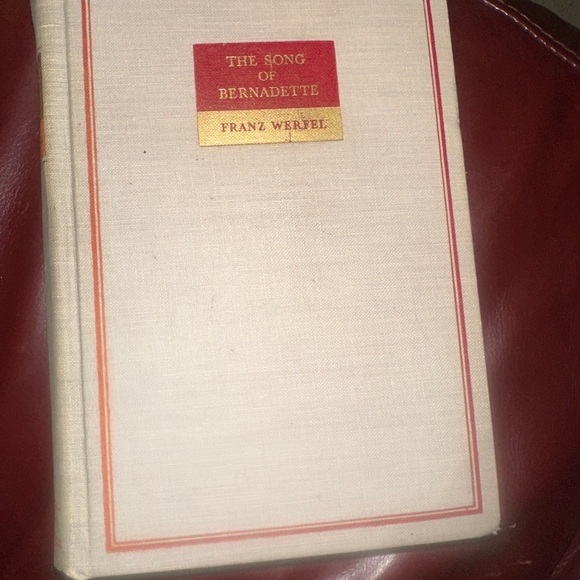 THE SONG
OF
BERNADETTE
FRANZ WERFEL